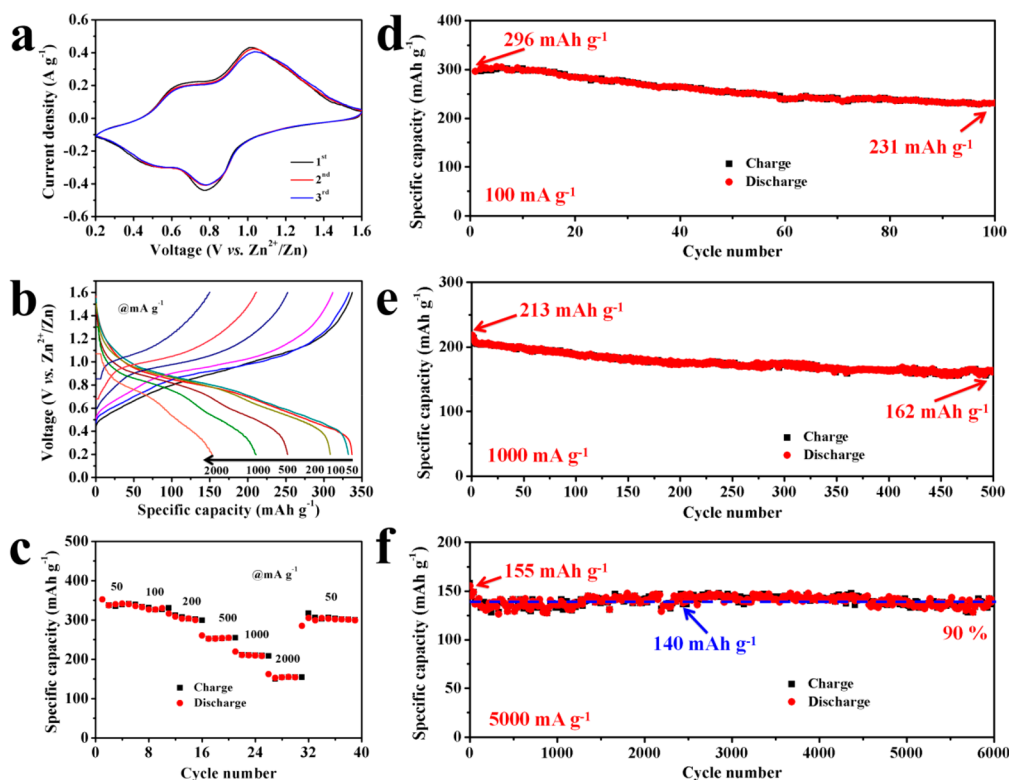 a
Current density (A g⁻¹)
0.6
0.4
0.2
0.0
-0.2
-0.4
-0.6
1st
2nd
3rd
0.2 0.4 0.6 0.8 1.0 1.2 1.4 1.6
Voltage (V vs. Zn²⁺/Zn)
b
Voltage (V vs. Zn²⁺/Zn)
1.6
1.4
1.2
1.0
0.8
0.6
0.4
0.2
0.0
@mA g⁻¹
2000 1000 500 200 100 50
0 50 100 150 200 250 300 350
Specific capacity (mAh g⁻¹)
c
Specific capacity (mAh g⁻¹)
500
400
300
200
100
0
@mA g⁻¹
50
100
200
500
1000
2000
50
Charge
Discharge
0 8 16 24 32 40
Cycle number
d
Specific capacity (mAh g⁻¹)
400
300
200
100
0
296 mAh g⁻¹
231 mAh g⁻¹
Charge
Discharge
100 mA g⁻¹
0 20 40 60 80 100
Cycle number
e
Specific capacity (mAh g⁻¹)
300
200
100
0
213 mAh g⁻¹
162 mAh g⁻¹
Charge
Discharge
1000 mA g⁻¹
0 50 100 150 200 250 300 350 400 450 500
Cycle number
f
Specific capacity (mAh g⁻¹)
200
150
100
50
0
155 mAh g⁻¹
140 mAh g⁻¹
90 %
Charge
Discharge
5000 mA g⁻¹
0 1000 2000 3000 4000 5000 6000
Cycle number